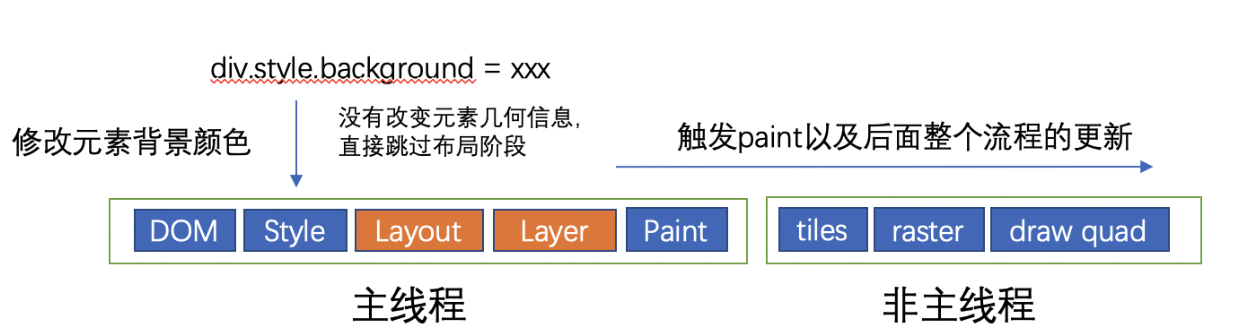 div.style.background = xxx
修改元素背景颜色
没有改变元素几何信息,
直接跳过布局阶段
触发paint以及后面整个流程的更新
DOM Style Layout Layer Paint tiles raster draw quad
主线程 非主线程